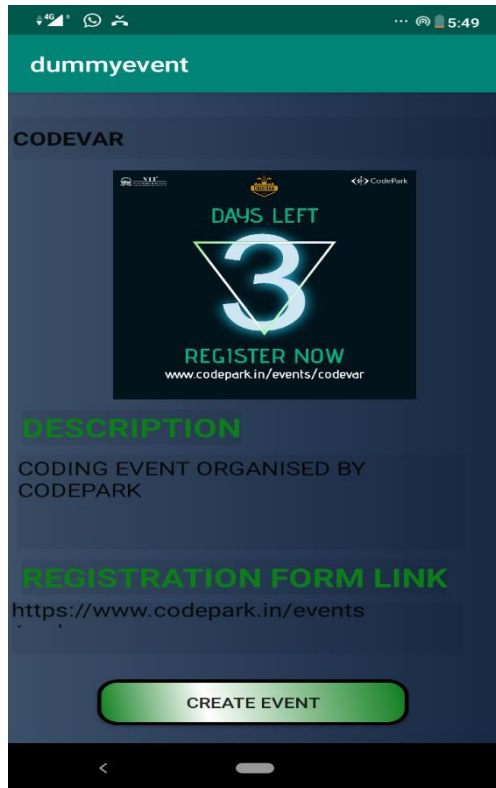 4G
5:49
dummyevent
CODEVAR
VIT
CodePark
DAYS LEFT
3
REGISTER NOW
www.codepark.in/events/codevar
DESCRIPTION
CODING EVENT ORGANISED BY
CODEPARK
REGISTRATION FORM LINK
https://www.codepark.in/events
CREATE EVENT